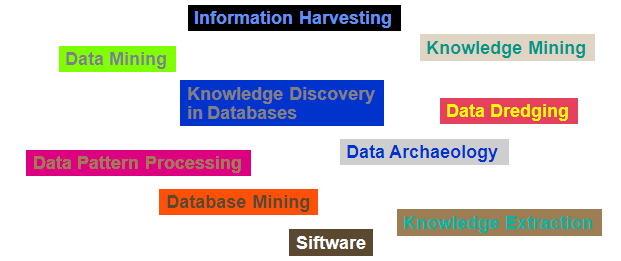 Information Harvesting
Knowledge Mining
Data Mining
Knowledge Discovery
in Databases
Data Dredging
Data Archaeology
Data Pattern Processing
Database Mining
Knowledge Extraction
Siftware